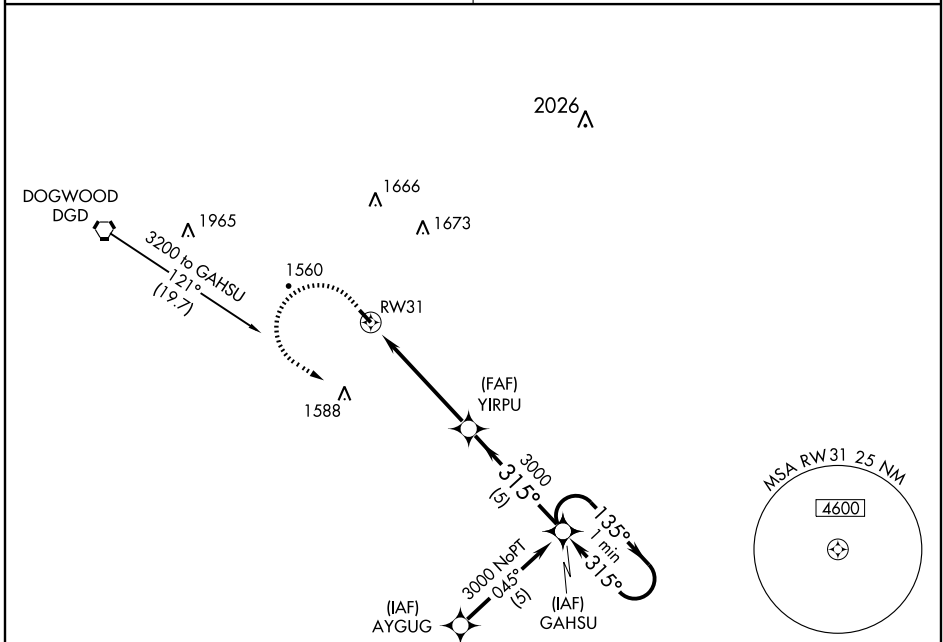 2026
DOGWOOD
DGD
1965
1666
1673
3200 to GAHSU
121°
(19.7)
1560
RW31
1588
(FAF)
YIRPU
3000
315°
(5)
135°
1 min
315°
3000 NoPT
045°
(5)
(IAF)
AYGUG
(IAF)
GAHSU
MSA RW31 25 NM
4600